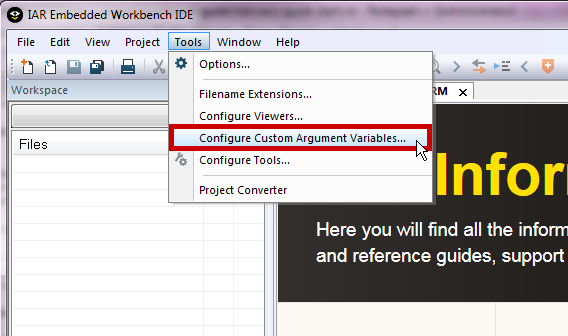 IAR Embedded Workbench IDE
File Edit View Project Tools Window Help
Options...
Workspace
Filename Extensions...
RM
Configure Viewers...
Configure Custom Argument Variables...
Files
Configure Tools...
Project Converter
Infor
Here you will find all the inform
and reference guides, support